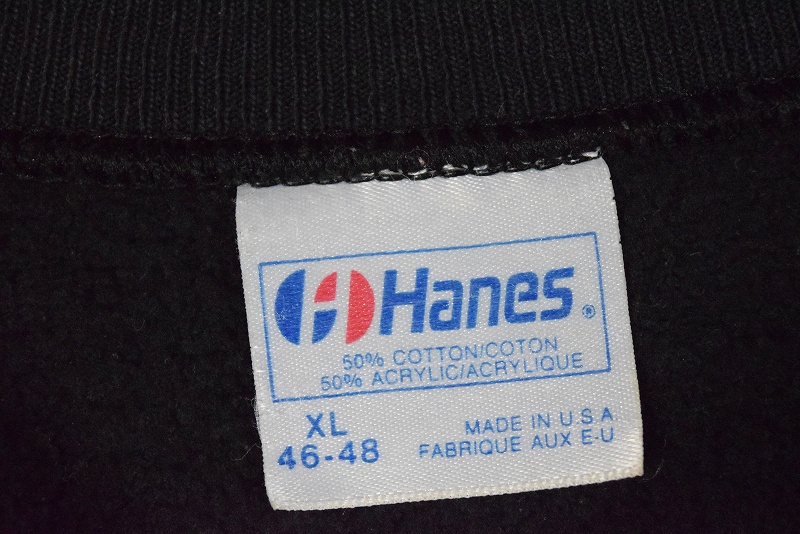 Hanes®
50% COTTON/COTON
50% ACRYLIC/ACRYLIQUE
XL
46-48
MADE IN U.S.A.
FABRIQUE AUX E-U